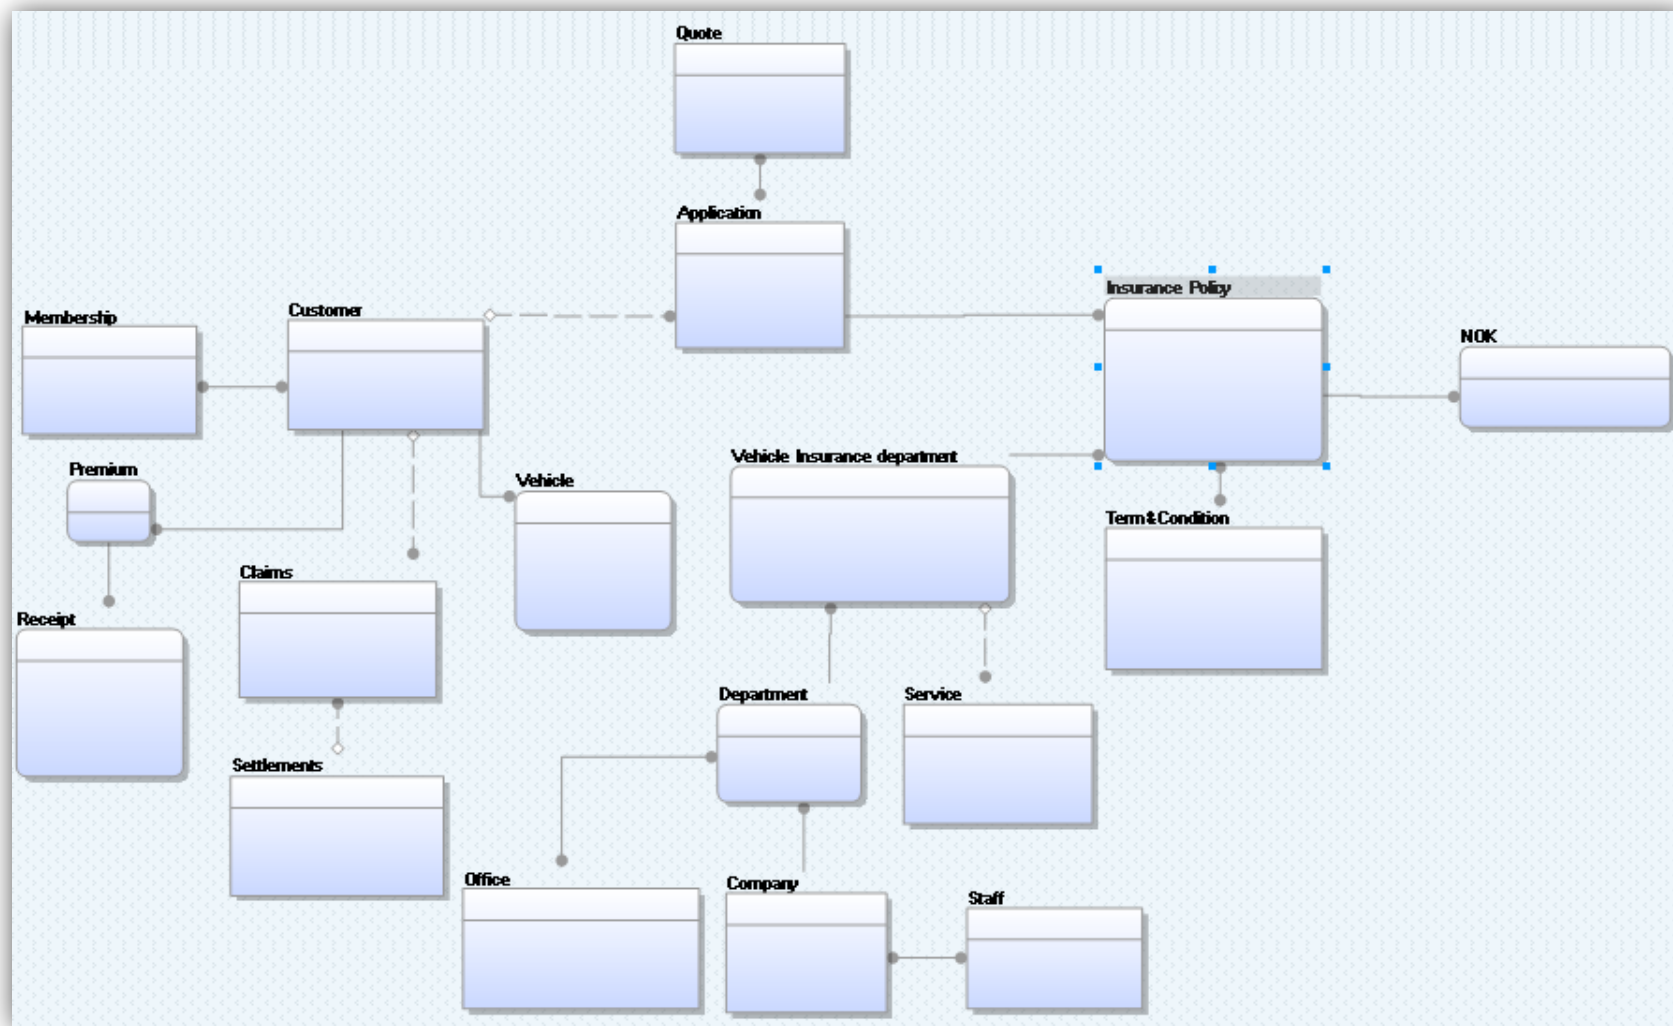 Quote
Application
Insurance Policy
Membership
Customer
NOK
Premium
Vehicle
Vehicle Insurance department
Term&Condition
Claims
Receipt
Department
Service
Settlements
Office
Company
Staff